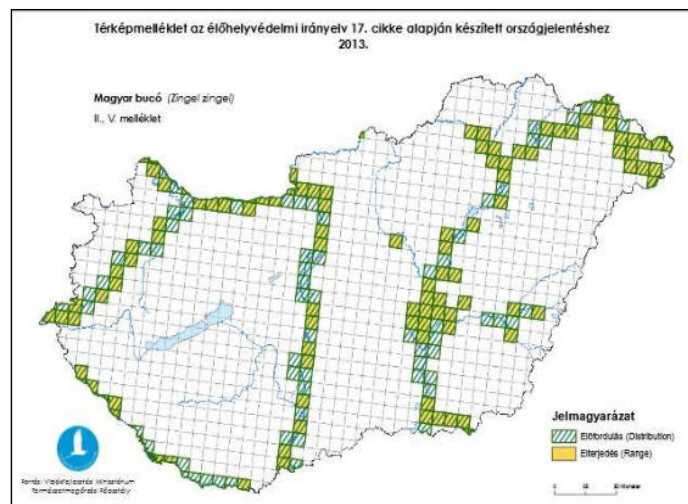 Térképmelléklet az élőhelyvédelmi irányelv 17. cikke alapján készített országjelentéshez
2013.
Magyar bucó (Zingel zingel)
II., V. melléklet
Jelmagyarázat
Előfordulás (Distribution)
Elterjedés (Range)
Forrás: Vidékfejlesztési Minisztérium
Természetmegőrzési Főosztály
0